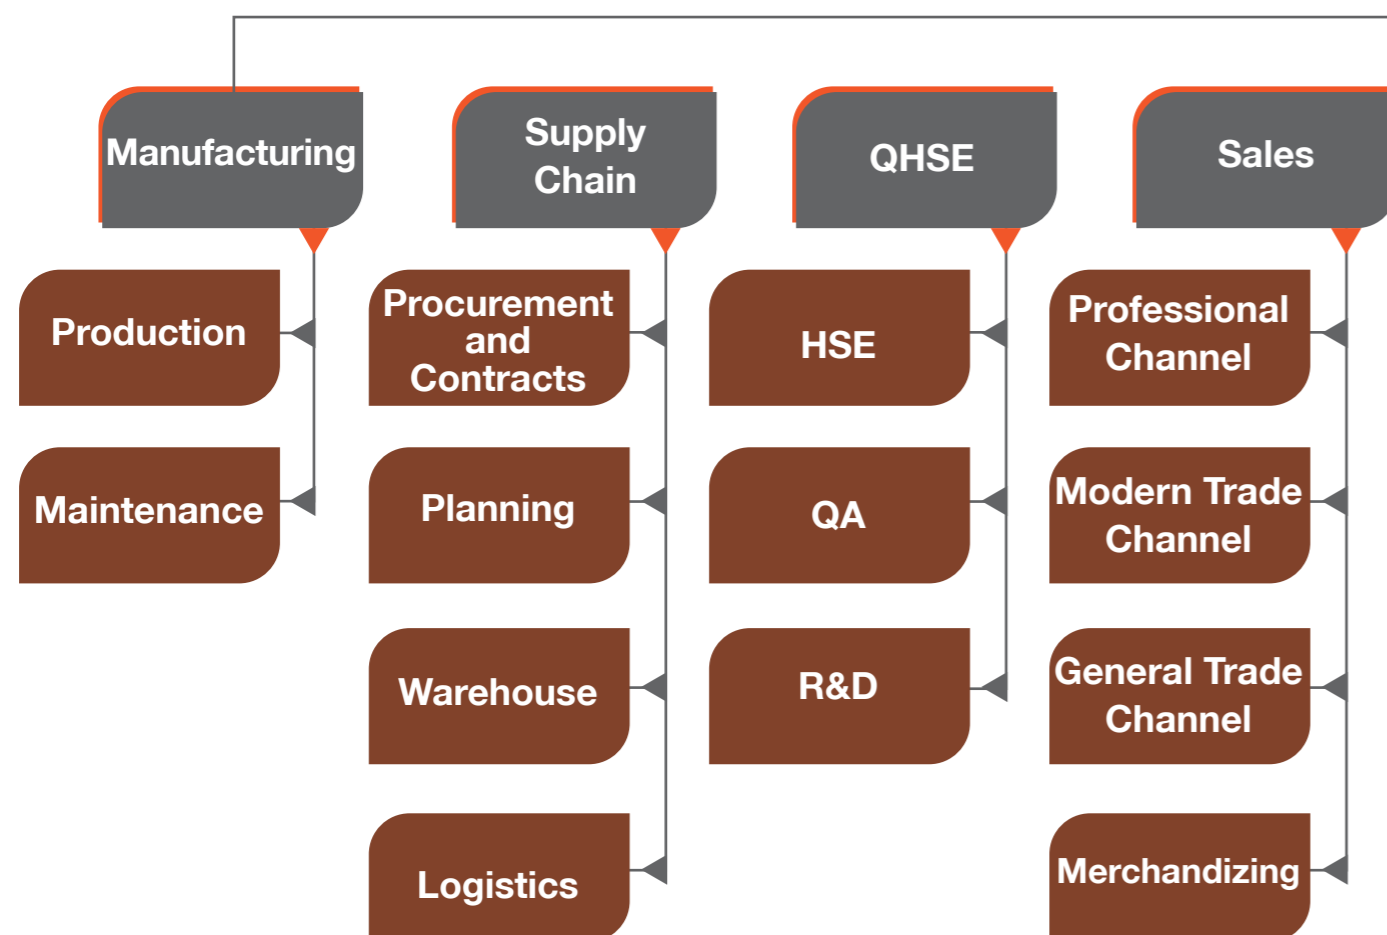 Manufacturing
Supply
Chain
QHSE
Sales
Production
Procurement
and
Contracts
HSE
Professional
Channel
Maintenance
Planning
QA
Modern Trade
Channel
Warehouse
R&D
General Trade
Channel
Logistics
Merchandizing